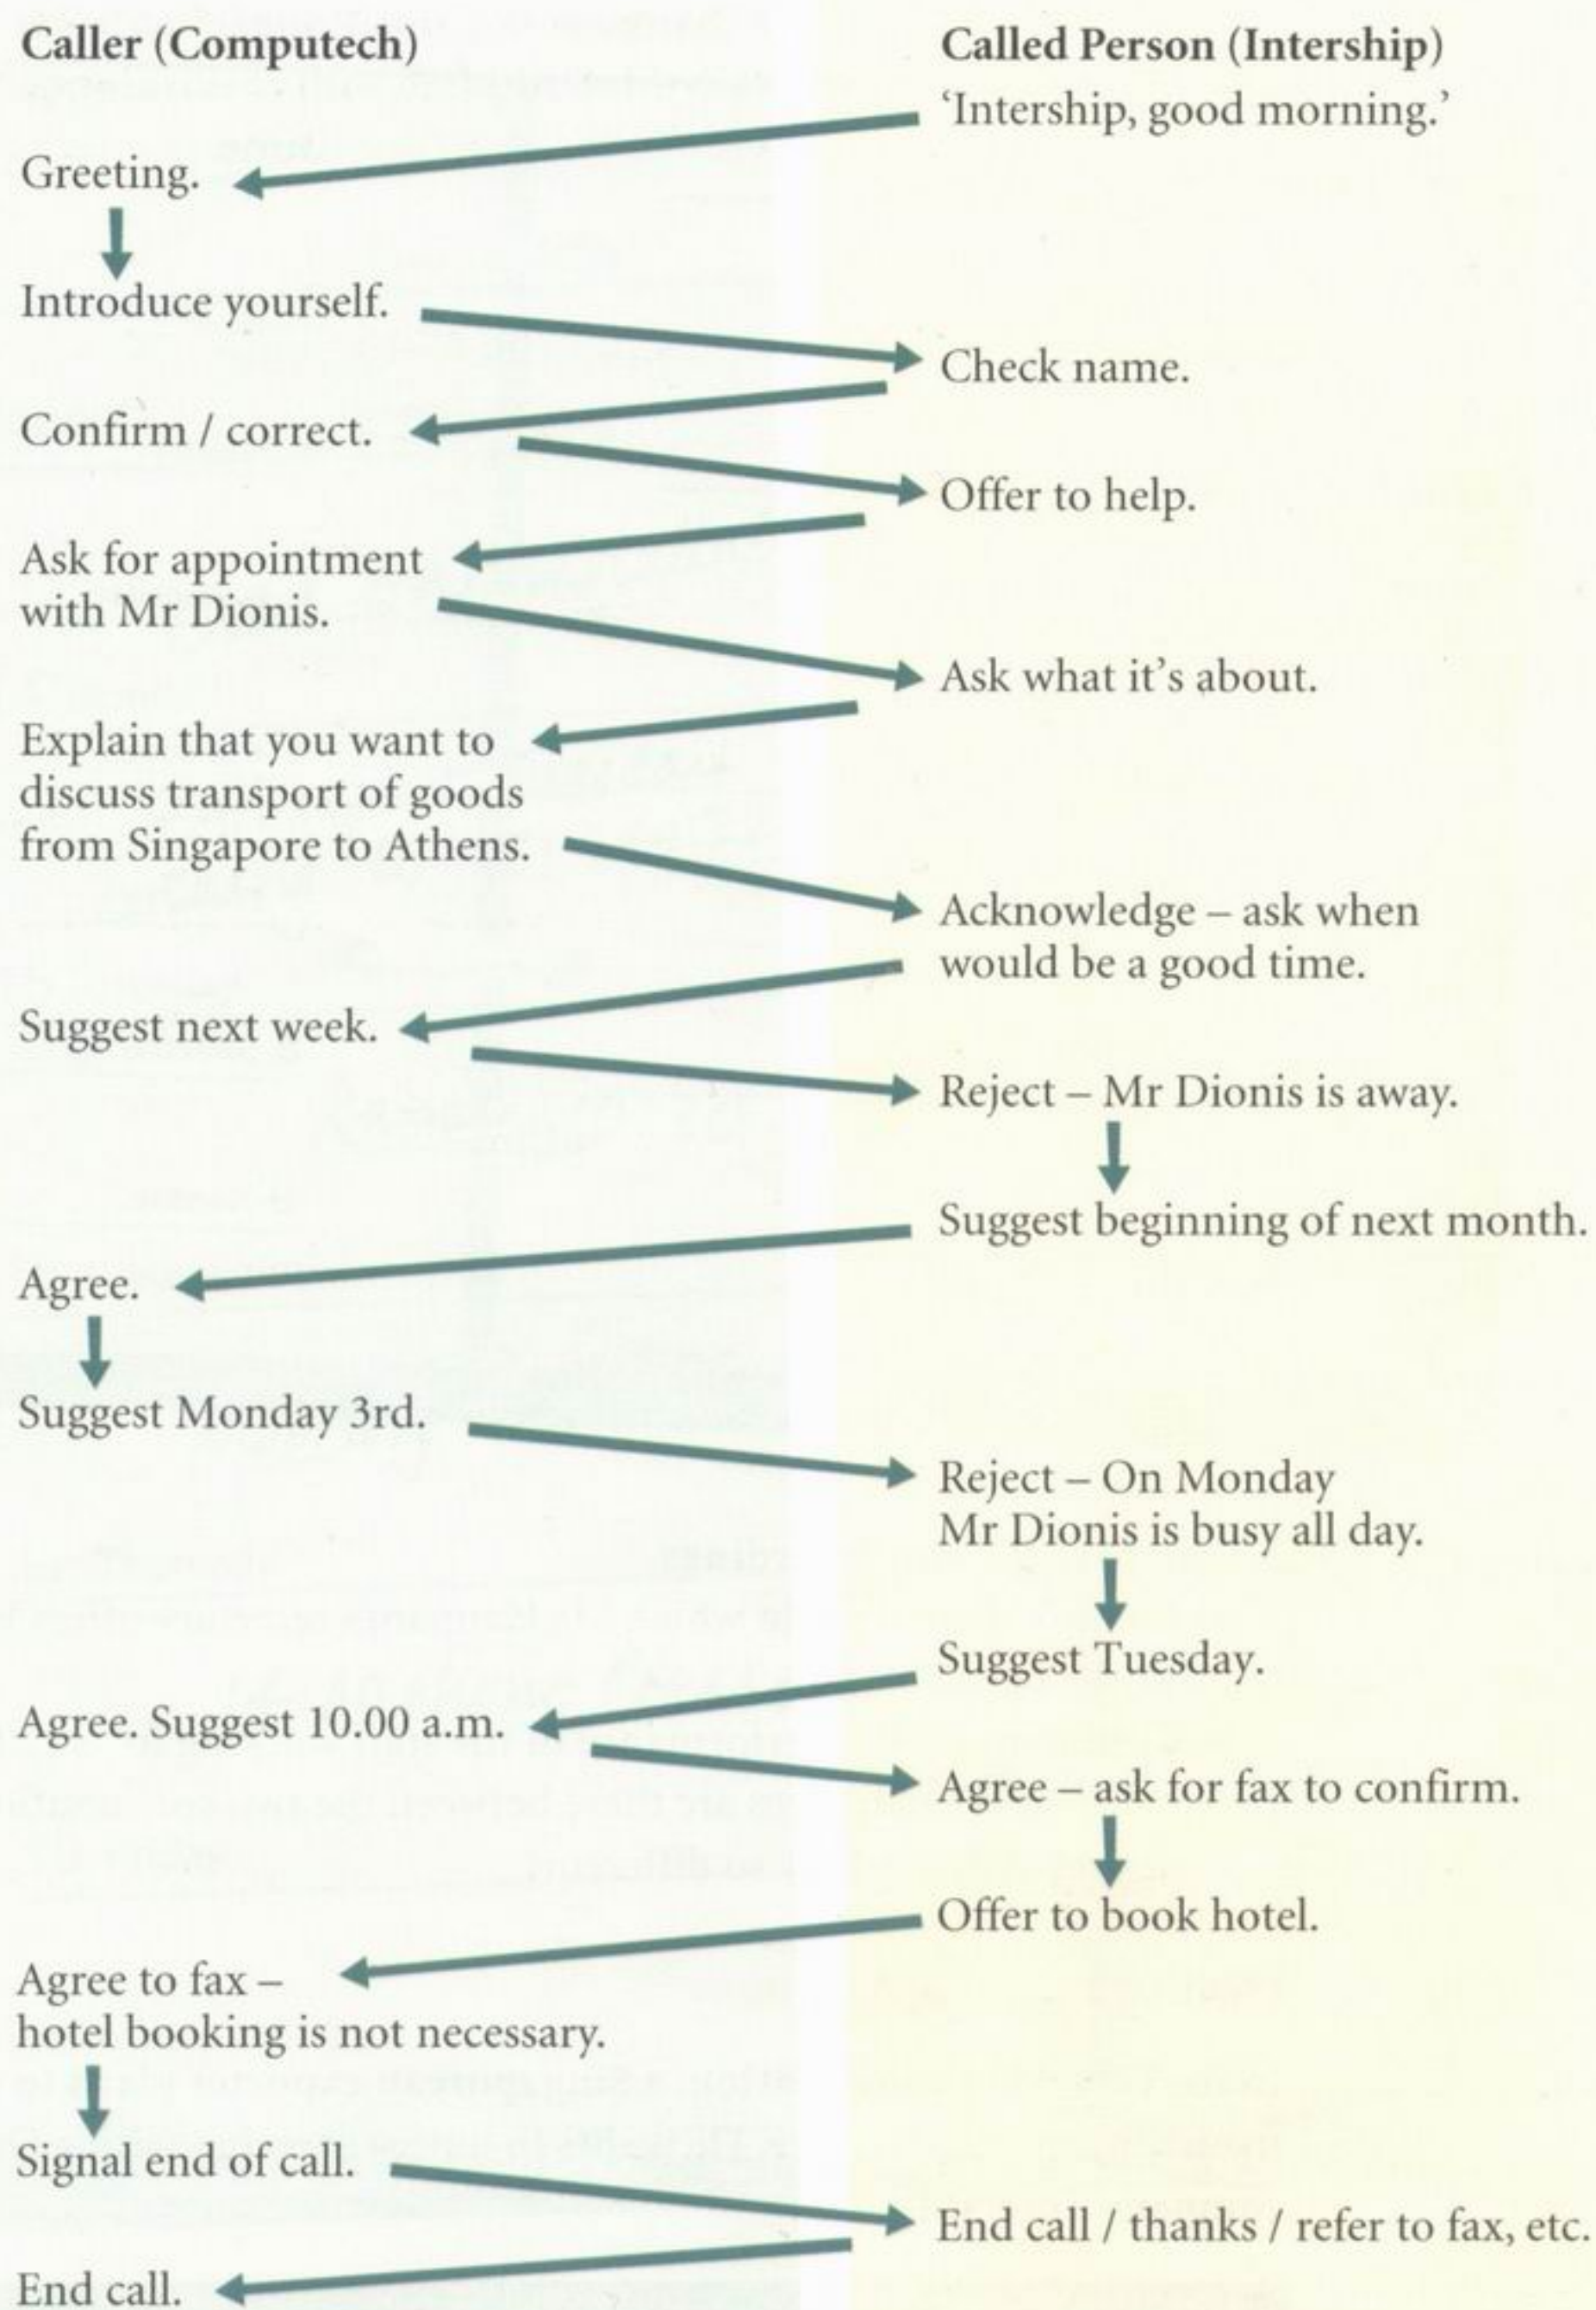 Caller (Computech)
Called Person (Intership)
‘Intership, good morning.’
Greeting.
Introduce yourself.
Check name.
Confirm / correct.
Offer to help.
Ask for appointment
with Mr Dionis.
Ask what it’s about.
Explain that you want to
discuss transport of goods
from Singapore to Athens.
Acknowledge – ask when
would be a good time.
Suggest next week.
Reject – Mr Dionis is away.
Suggest beginning of next month.
Agree.
Suggest Monday 3rd.
Reject – On Monday
Mr Dionis is busy all day.
Suggest Tuesday.
Agree. Suggest 10.00 a.m.
Agree – ask for fax to confirm.
Offer to book hotel.
Agree to fax –
hotel booking is not necessary.
Signal end of call.
End call / thanks / refer to fax, etc.
End call.